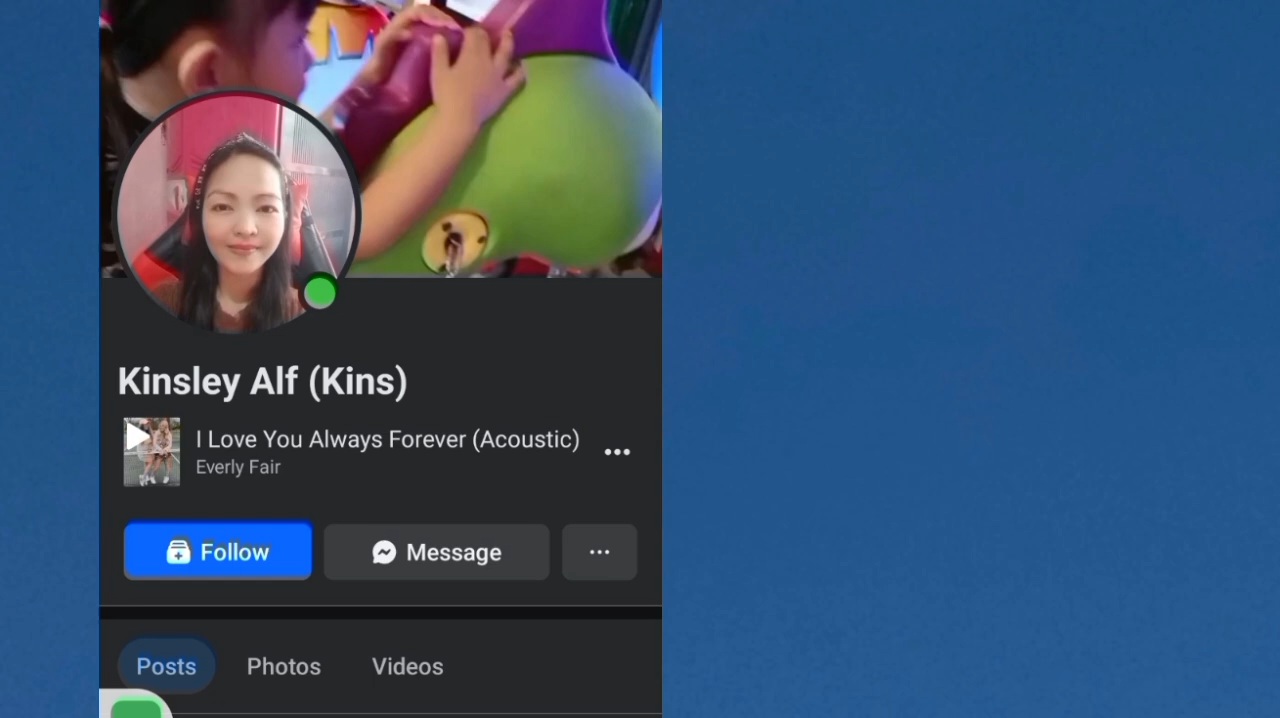 Kinsley Alf (Kins)
I Love You Always Forever (Acoustic)
Everly Fair
Follow
Message
Posts
Photos
Videos